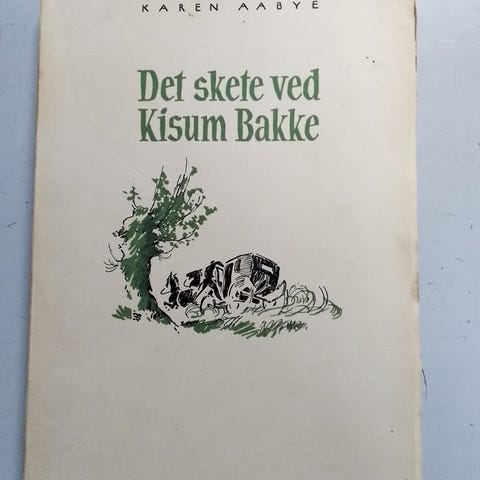 KAREN AABYE
Det skete ved
Kisum Bakke